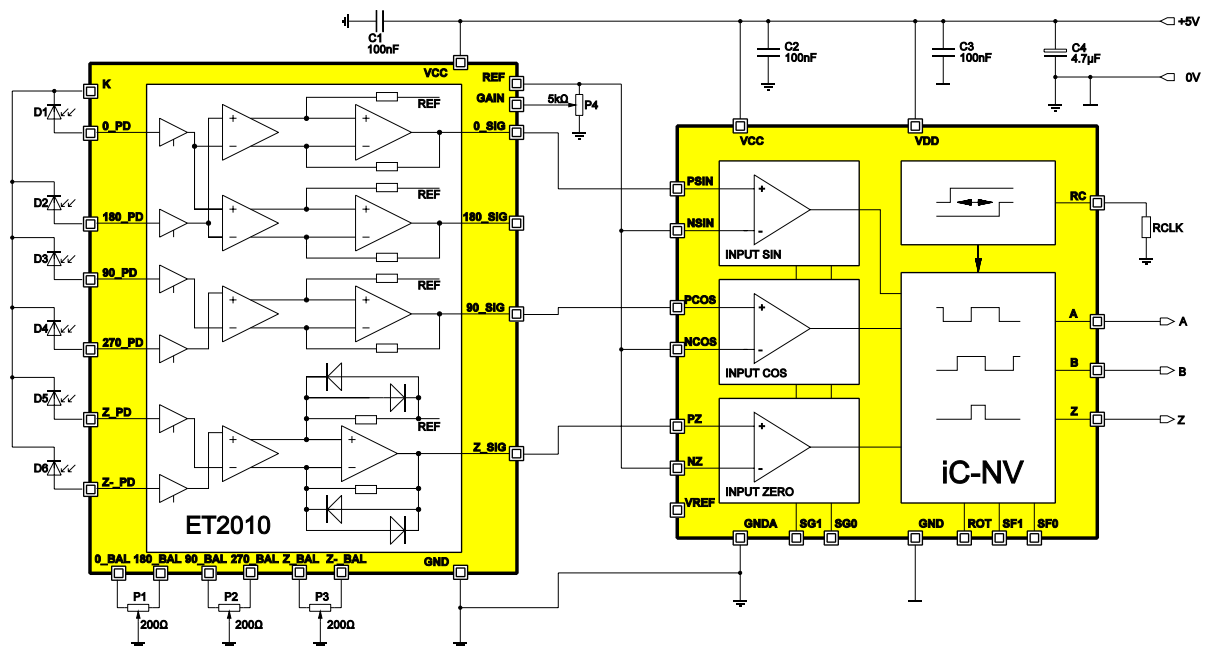 C1
100nF
C2
100nF
C3
100nF
C4
4.7µF
+5V
0V
VCC
K
REF
GAIN
5kΩ
P4
D1
0_PD
REF
0_SIG
D2
180_PD
REF
180_SIG
D3
90_PD
REF
90_SIG
D4
270_PD
D5
Z_PD
REF
Z_SIG
D6
Z-_PD
ET2010
0_BAL
180_BAL
90_BAL
270_BAL
Z_BAL
Z-_BAL
GND
P1
200Ω
P2
200Ω
P3
200Ω
VCC
VDD
PSIN
NSIN
INPUT SIN
PCOS
NCOS
INPUT COS
PZ
NZ
INPUT ZERO
VREF
RC
RCLK
A
A
B
B
Z
Z
iC-NV
GNDA
SG1
SG0
GND
ROT
SF1
SF0